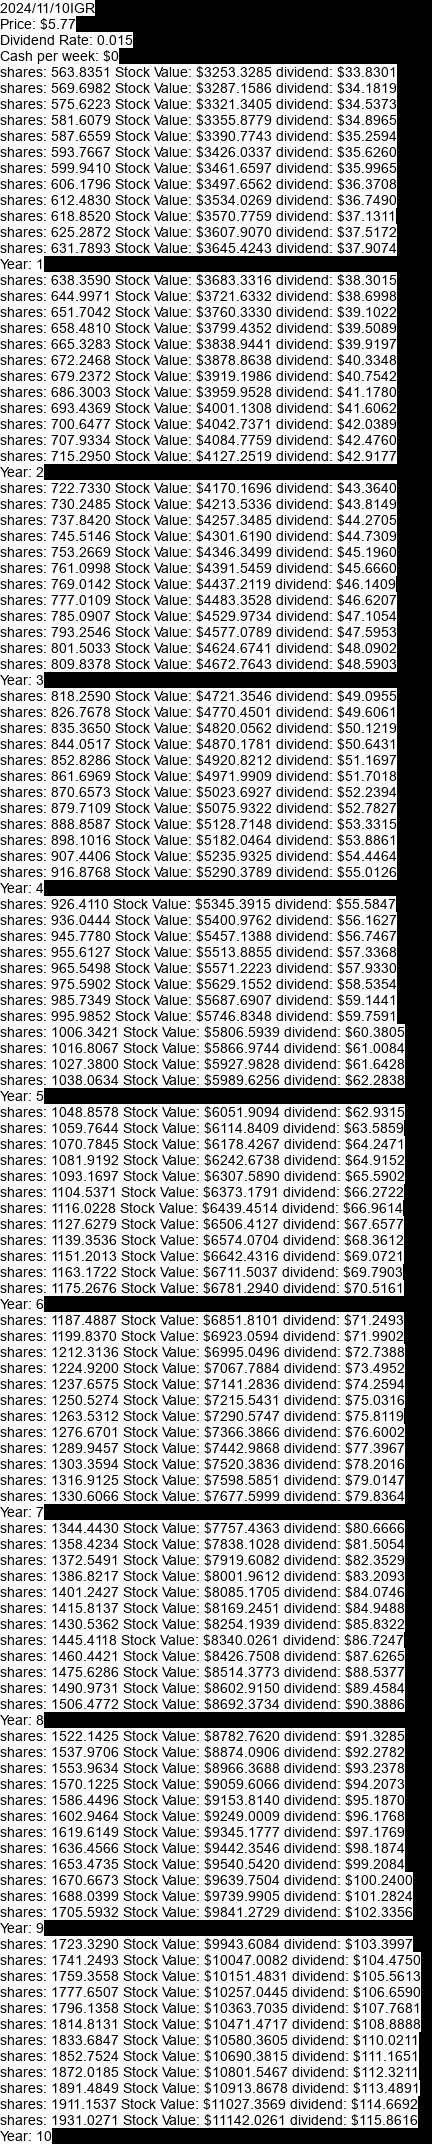 2024/11/10IGR
Price: $5.77
Dividend Rate: 0.015
Cash per week: $0
shares: 563.8351 Stock Value: $3253.3285 dividend: $33.8301
shares: 569.6982 Stock Value: $3287.1586 dividend: $34.1819
shares: 575.6223 Stock Value: $3321.3405 dividend: $34.5373
shares: 581.6079 Stock Value: $3355.8779 dividend: $34.8965
shares: 587.6559 Stock Value: $3390.7743 dividend: $35.2594
shares: 593.7667 Stock Value: $3426.0337 dividend: $35.6260
shares: 599.9410 Stock Value: $3461.6597 dividend: $35.9965
shares: 606.1796 Stock Value: $3497.6562 dividend: $36.3708
shares: 612.4830 Stock Value: $3534.0269 dividend: $36.7490
shares: 618.8520 Stock Value: $3570.7759 dividend: $37.1311
shares: 625.2872 Stock Value: $3607.9070 dividend: $37.5172
shares: 631.7893 Stock Value: $3645.4243 dividend: $37.9074
Year: 1
shares: 638.3590 Stock Value: $3683.3316 dividend: $38.3015
shares: 644.9971 Stock Value: $3721.6332 dividend: $38.6998
shares: 651.7042 Stock Value: $3760.3330 dividend: $39.1022
shares: 658.4810 Stock Value: $3799.4352 dividend: $39.5089
shares: 665.3283 Stock Value: $3838.9441 dividend: $39.9197
shares: 672.2468 Stock Value: $3878.8638 dividend: $40.3348
shares: 679.2372 Stock Value: $3919.1986 dividend: $40.7542
shares: 686.3003 Stock Value: $3959.9528 dividend: $41.1780
shares: 693.4369 Stock Value: $4001.1308 dividend: $41.6062
shares: 700.6477 Stock Value: $4042.7371 dividend: $42.0389
shares: 707.9334 Stock Value: $4084.7759 dividend: $42.4760
shares: 715.2950 Stock Value: $4127.2519 dividend: $42.9177
Year: 2
shares: 722.7330 Stock Value: $4170.1696 dividend: $43.3640
shares: 730.2485 Stock Value: $4213.5336 dividend: $43.8149
shares: 737.8420 Stock Value: $4257.3485 dividend: $44.2705
shares: 745.5146 Stock Value: $4301.6190 dividend: $44.7309
shares: 753.2669 Stock Value: $4346.3499 dividend: $45.1960
shares: 761.0998 Stock Value: $4391.5459 dividend: $45.6660
shares: 769.0142 Stock Value: $4437.2119 dividend: $46.1409
shares: 777.0109 Stock Value: $4483.3528 dividend: $46.6207
shares: 785.0907 Stock Value: $4529.9734 dividend: $47.1054
shares: 793.2546 Stock Value: $4577.0789 dividend: $47.5953
shares: 801.5033 Stock Value: $4624.6741 dividend: $48.0902
shares: 809.8378 Stock Value: $4672.7643 dividend: $48.5903
Year: 3
shares: 818.2590 Stock Value: $4721.3546 dividend: $49.0955
shares: 826.7678 Stock Value: $4770.4501 dividend: $49.6061
shares: 835.3650 Stock Value: $4820.0562 dividend: $50.1219
shares: 844.0517 Stock Value: $4870.1781 dividend: $50.6431
shares: 852.8286 Stock Value: $4920.8212 dividend: $51.1697
shares: 861.6969 Stock Value: $4971.9909 dividend: $51.7018
shares: 870.6573 Stock Value: $5023.6927 dividend: $52.2394
shares: 879.7109 Stock Value: $5075.9322 dividend: $52.7827
shares: 888.8587 Stock Value: $5128.7148 dividend: $53.3315
shares: 898.1016 Stock Value: $5182.0464 dividend: $53.8861
shares: 907.4406 Stock Value: $5235.9325 dividend: $54.4464
shares: 916.8768 Stock Value: $5290.3789 dividend: $55.0126
Year: 4
shares: 926.4110 Stock Value: $5345.3915 dividend: $55.5847
shares: 936.0444 Stock Value: $5400.9762 dividend: $56.1627
shares: 945.7780 Stock Value: $5457.1388 dividend: $56.7467
shares: 955.6127 Stock Value: $5513.8855 dividend: $57.3368
shares: 965.5498 Stock Value: $5571.2223 dividend: $57.9330
shares: 975.5902 Stock Value: $5629.1552 dividend: $58.5354
shares: 985.7349 Stock Value: $5687.6907 dividend: $59.1441
shares: 995.9852 Stock Value: $5746.8348 dividend: $59.7591
shares: 1006.3421 Stock Value: $5806.5939 dividend: $60.3805
shares: 1016.8067 Stock Value: $5866.9744 dividend: $61.0084
shares: 1027.3800 Stock Value: $5927.9828 dividend: $61.6428
shares: 1038.0634 Stock Value: $5989.6256 dividend: $62.2838
Year: 5
shares: 1048.8578 Stock Value: $6051.9094 dividend: $62.9315
shares: 1059.7644 Stock Value: $6114.8409 dividend: $63.5859
shares: 1070.7845 Stock Value: $6178.4267 dividend: $64.2471
shares: 1081.9192 Stock Value: $6242.6738 dividend: $64.9152
shares: 1093.1697 Stock Value: $6307.5890 dividend: $65.5902
shares: 1104.5371 Stock Value: $6373.1791 dividend: $66.2722
shares: 1116.0228 Stock Value: $6439.4514 dividend: $66.9614
shares: 1127.6279 Stock Value: $6506.4127 dividend: $67.6577
shares: 1139.3536 Stock Value: $6574.0704 dividend: $68.3612
shares: 1151.2013 Stock Value: $6642.4316 dividend: $69.0721
shares: 1163.1722 Stock Value: $6711.5037 dividend: $69.7903
shares: 1175.2676 Stock Value: $6781.2940 dividend: $70.5161
Year: 6
shares: 1187.4887 Stock Value: $6851.8101 dividend: $71.2493
shares: 1199.8370 Stock Value: $6923.0594 dividend: $71.9902
shares: 1212.3136 Stock Value: $6995.0496 dividend: $72.7388
shares: 1224.9200 Stock Value: $7067.7884 dividend: $73.4952
shares: 1237.6575 Stock Value: $7141.2836 dividend: $74.2594
shares: 1250.5274 Stock Value: $7215.5431 dividend: $75.0316
shares: 1263.5312 Stock Value: $7290.5747 dividend: $75.8119
shares: 1276.6701 Stock Value: $7366.3866 dividend: $76.6002
shares: 1289.9457 Stock Value: $7442.9868 dividend: $77.3967
shares: 1303.3594 Stock Value: $7520.3836 dividend: $78.2016
shares: 1316.9125 Stock Value: $7598.5851 dividend: $79.0147
shares: 1330.6066 Stock Value: $7677.5999 dividend: $79.8364
Year: 7
shares: 1344.4430 Stock Value: $7757.4363 dividend: $80.6666
shares: 1358.4234 Stock Value: $7838.1028 dividend: $81.5054
shares: 1372.5491 Stock Value: $7919.6082 dividend: $82.3529
shares: 1386.8217 Stock Value: $8001.9612 dividend: $83.2093
shares: 1401.2427 Stock Value: $8085.1705 dividend: $84.0746
shares: 1415.8137 Stock Value: $8169.2451 dividend: $84.9488
shares: 1430.5362 Stock Value: $8254.1939 dividend: $85.8322
shares: 1445.4118 Stock Value: $8340.0261 dividend: $86.7247
shares: 1460.4421 Stock Value: $8426.7508 dividend: $87.6265
shares: 1475.6286 Stock Value: $8514.3773 dividend: $88.5377
shares: 1490.9731 Stock Value: $8602.9150 dividend: $89.4584
shares: 1506.4772 Stock Value: $8692.3734 dividend: $90.3886
Year: 8
shares: 1522.1425 Stock Value: $8782.7620 dividend: $91.3285
shares: 1537.9706 Stock Value: $8874.0906 dividend: $92.2782
shares: 1553.9634 Stock Value: $8966.3688 dividend: $93.2378
shares: 1570.1225 Stock Value: $9059.6066 dividend: $94.2073
shares: 1586.4496 Stock Value: $9153.8140 dividend: $95.1870
shares: 1602.9464 Stock Value: $9249.0009 dividend: $96.1768
shares: 1619.6149 Stock Value: $9345.1777 dividend: $97.1769
shares: 1636.4566 Stock Value: $9442.3546 dividend: $98.1874
shares: 1653.4735 Stock Value: $9540.5420 dividend: $99.2084
shares: 1670.6673 Stock Value: $9639.7504 dividend: $100.2400
shares: 1688.0399 Stock Value: $9739.9905 dividend: $101.2824
shares: 1705.5932 Stock Value: $9841.2729 dividend: $102.3356
Year: 9
shares: 1723.3290 Stock Value: $9943.6084 dividend: $103.3997
shares: 1741.2493 Stock Value: $10047.0082 dividend: $104.4750
shares: 1759.3558 Stock Value: $10151.4831 dividend: $105.5613
shares: 1777.6507 Stock Value: $10257.0445 dividend: $106.6590
shares: 1796.1358 Stock Value: $10363.7035 dividend: $107.7681
shares: 1814.8131 Stock Value: $10471.4717 dividend: $108.8888
shares: 1833.6847 Stock Value: $10580.3605 dividend: $110.0211
shares: 1852.7524 Stock Value: $10690.3815 dividend: $111.1651
shares: 1872.0185 Stock Value: $10801.5467 dividend: $112.3211
shares: 1891.4849 Stock Value: $10913.8678 dividend: $113.4891
shares: 1911.1537 Stock Value: $11027.3569 dividend: $114.6692
shares: 1931.0271 Stock Value: $11142.0261 dividend: $115.8616
Year: 10